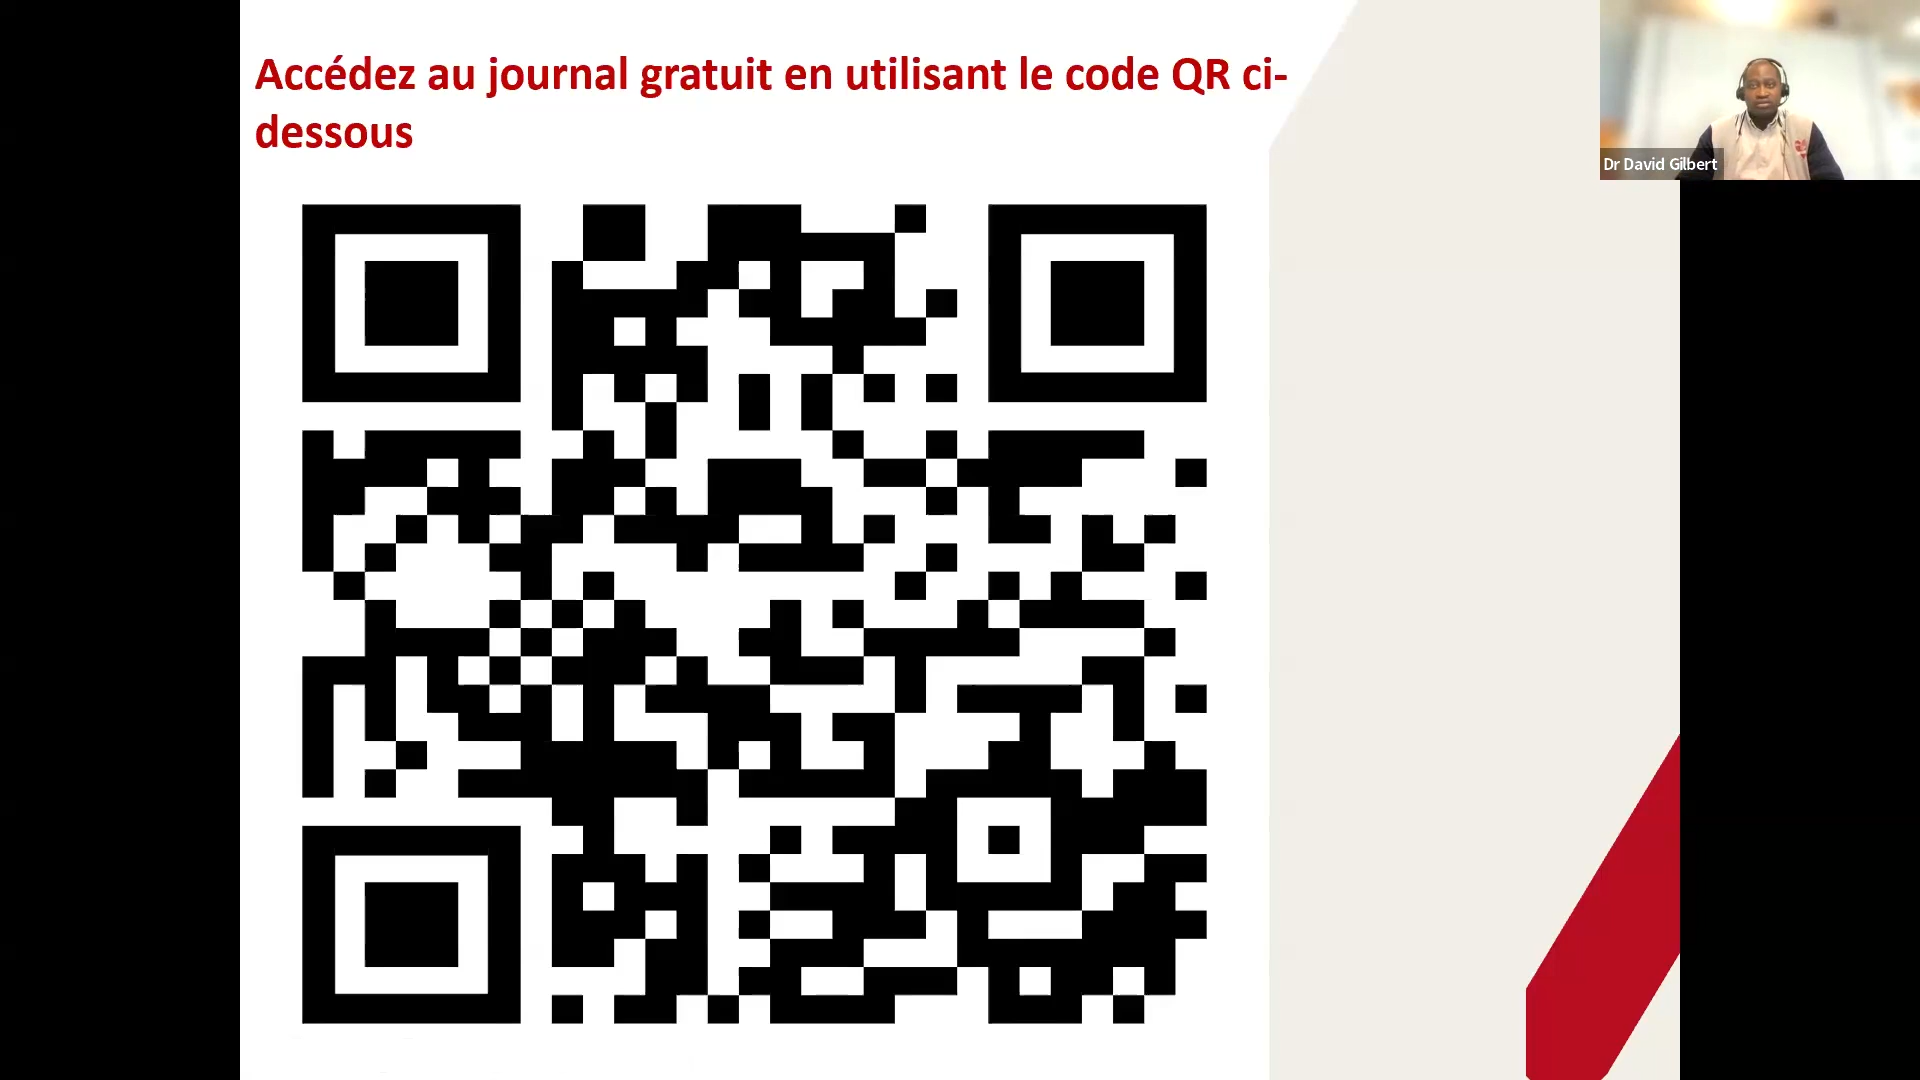 Accédez au journal gratuit en utilisant le code QR ci-
dessous
Dr David Gilbert